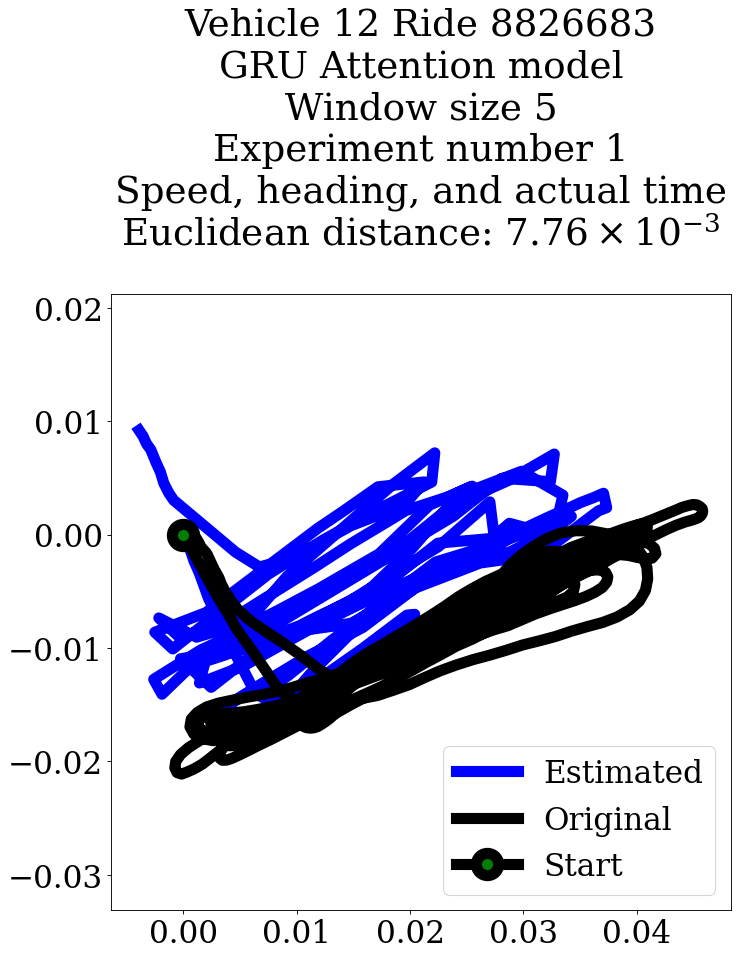 Vehicle 12 Ride 8826683
GRU Attention model
Window size 5
Experiment number 1
Speed, heading, and actual time
Euclidean distance: 7.76 × 10⁻³
0.02
0.01
0.00
−0.01
−0.02
−0.03
Estimated
Original
Start
0.00 0.01 0.02 0.03 0.04